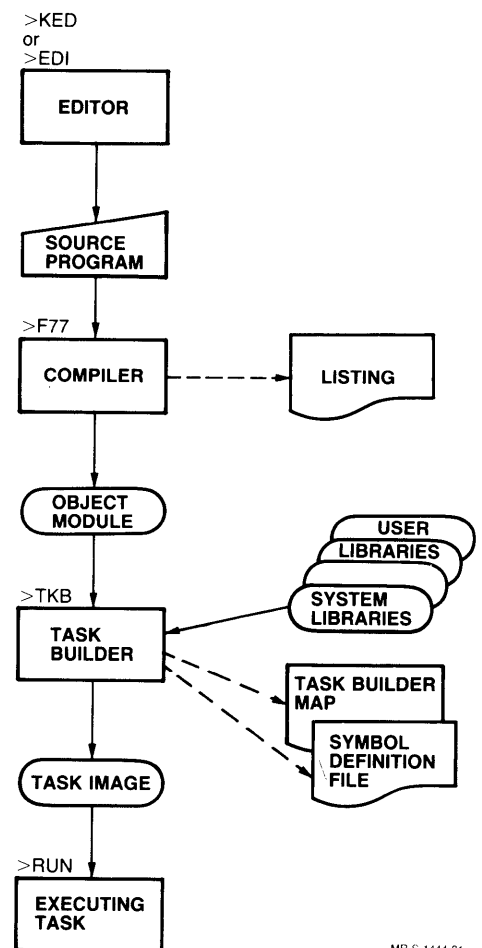 >KED
or
>EDI
EDITOR
SOURCE
PROGRAM
>F77
COMPILER
LISTING
OBJECT
MODULE
USER
LIBRARIES
SYSTEM
LIBRARIES
>TKB
TASK
BUILDER
TASK BUILDER
MAP
SYMBOL
DEFINITION
FILE
TASK IMAGE
>RUN
EXECUTING
TASK